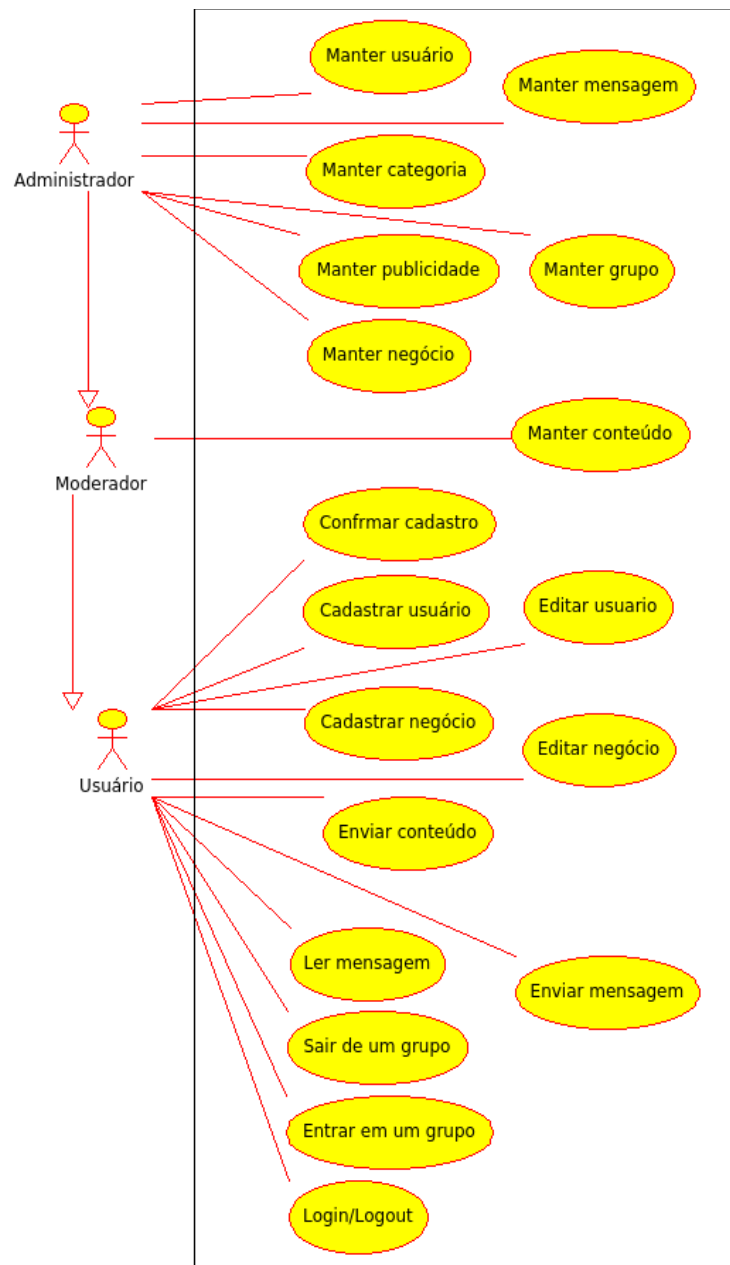 Manter usuário
Manter mensagem
Administrador
Manter categoria
Manter publicidade
Manter grupo
Manter negócio
Manter conteúdo
Moderador
Confrmar cadastro
Cadastrar usuário
Editar usuario
Cadastrar negócio
Editar negócio
Usuário
Enviar conteúdo
Ler mensagem
Enviar mensagem
Sair de um grupo
Entrar em um grupo
Login/Logout